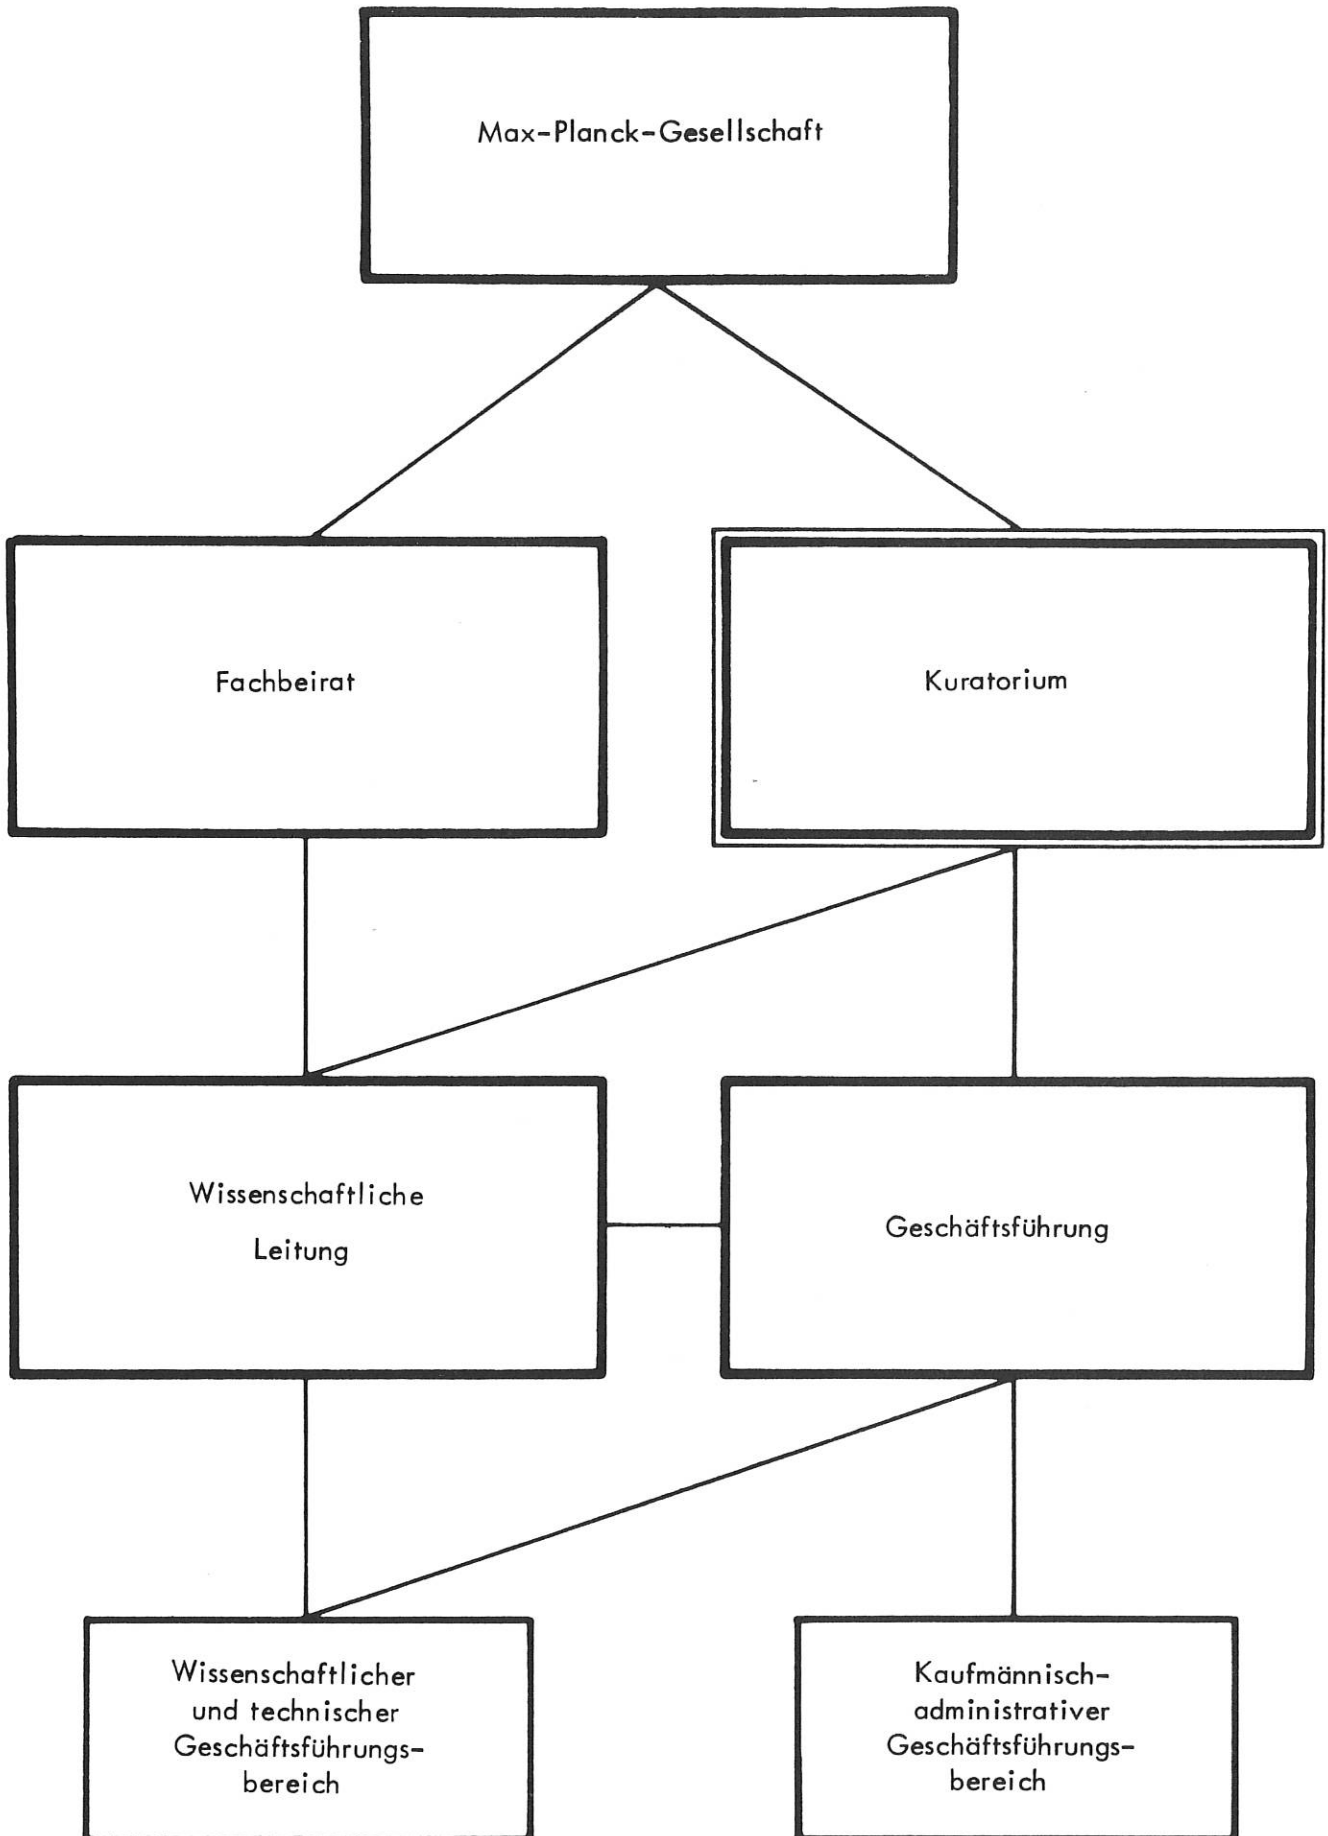 Max-Planck-Gesellschaft
Fachbeirat
Kuratorium
Wissenschaftliche
Leitung
Geschäftsführung
Wissenschaftlicher
und technischer
Geschäftsführungs-
bereich
Kaufmännisch-
administrativer
Geschäftsführungs-
bereich